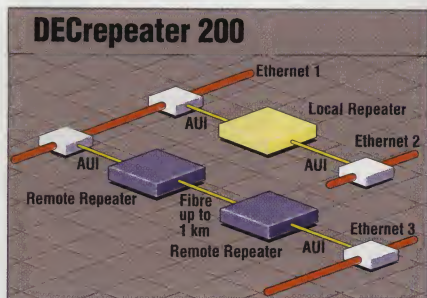 DECrepeater 200
Ethernet 1
AUI
Local Repeater
Ethernet 2
AUI
AUI
Remote Repeater
Fibre
up to
1 km
Ethernet 3
Remote Repeater
AUI